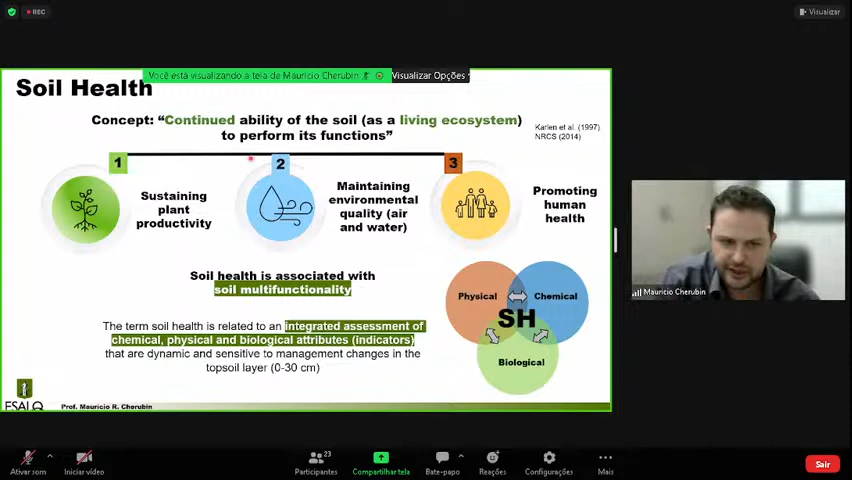 REC
Visualizar
Você está visualizando a tela de Mauricio Cherubin
Visualizar Opções
Soil Health
Concept: “Continued ability of the soil (as a living ecosystem)
to perform its functions”
Karlen et al. (1997)
NRCS (2014)
1
2
3
Sustaining
plant
productivity
Maintaining
environmental
quality (air
and water)
Promoting
human
health
Soil health is associated with
soil multifunctionality
The term soil health is related to an integrated assessment of
chemical, physical and biological attributes (indicators)
that are dynamic and sensitive to management changes in the
topsoil layer (0-30 cm)
Physical
Chemical
SH
Biological
ESALQ
Prof. Mauricio R. Cherubin
Mauricio Cherubin
Ativar som
Iniciar vídeo
23
Participantes
Compartilhar tela
Bate-papo
Reações
Configurações
Mais
Sair